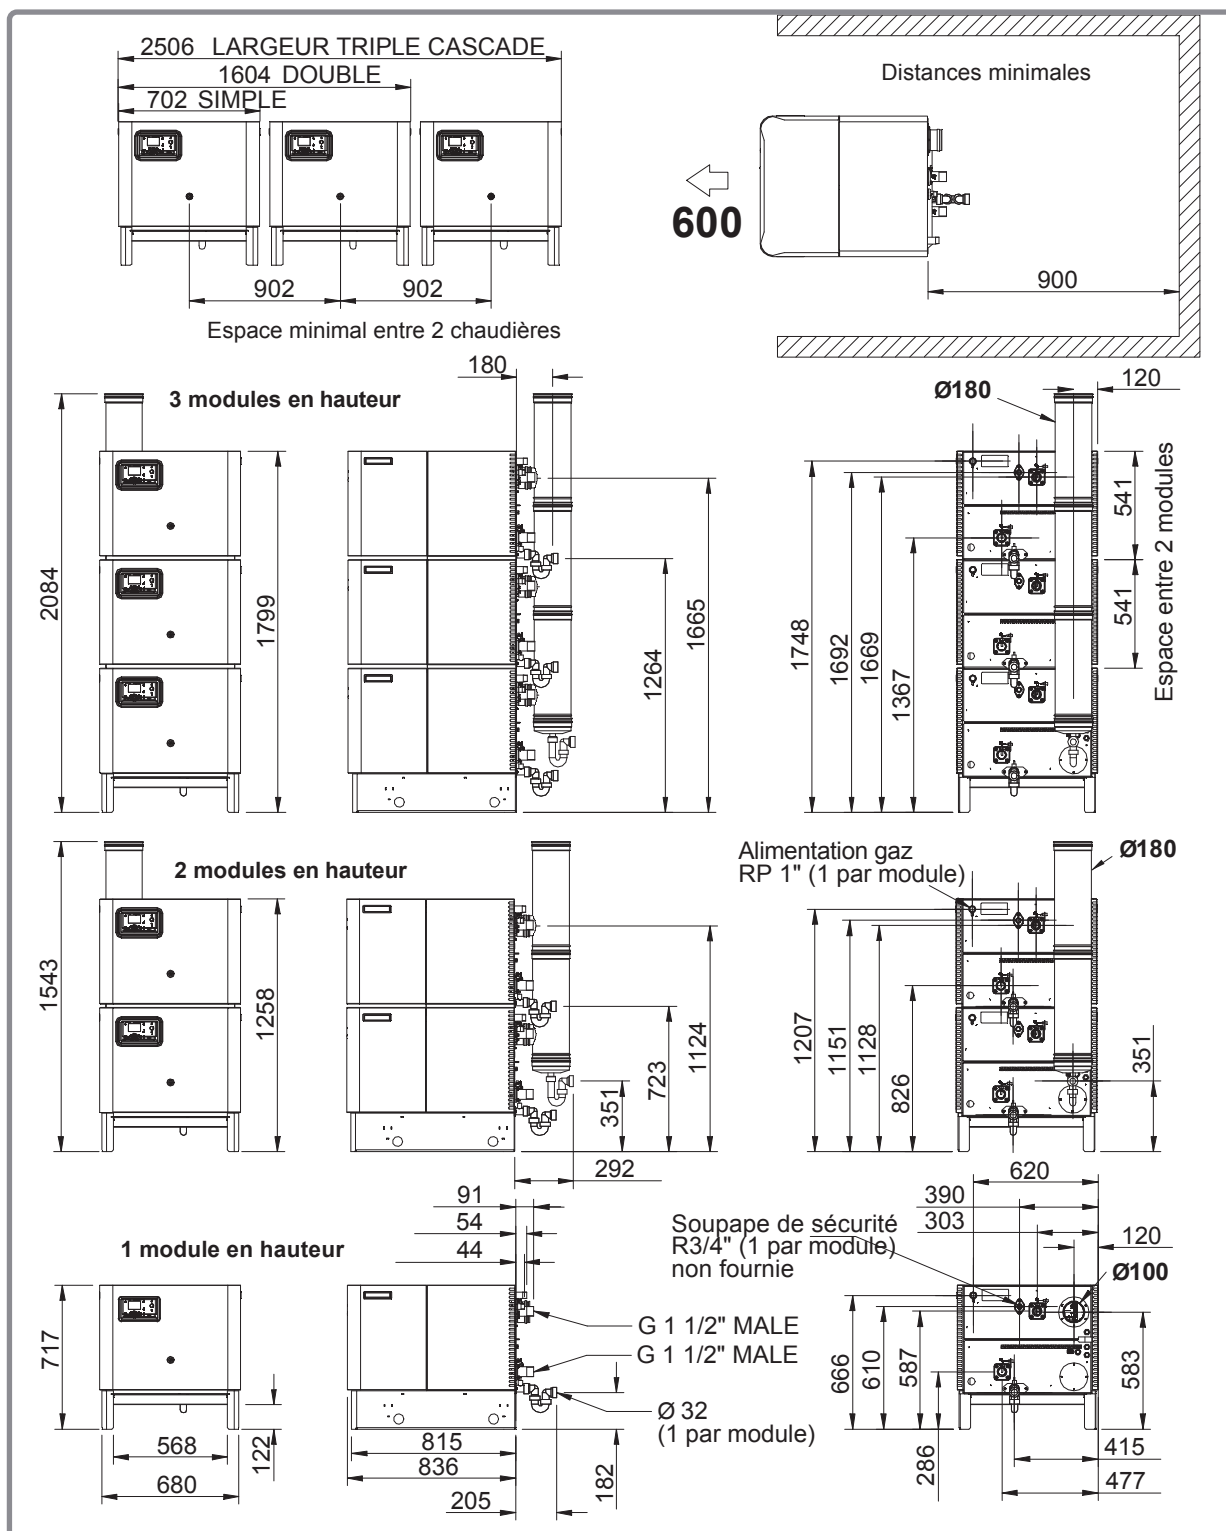 2506 LARGEUR TRIPLE CASCADE
1604 DOUBLE
702 SIMPLE
902
902
Espace minimal entre 2 chaudières
Distances minimales
600
900
3 modules en hauteur
180
Ø180
120
2084
1799
1264
1665
1748
1692
1669
1367
541
541
Espace entre 2 modules
2 modules en hauteur
Alimentation gaz
RP 1" (1 par module)
Ø180
1543
1258
351
723
1124
292
1207
1151
1128
826
351
1 module en hauteur
91
54
44
Soupape de sécurité
R3/4" (1 par module)
non fournie
620
390
303
120
Ø100
717
G 1 1/2" MALE
G 1 1/2" MALE
Ø 32
(1 par module)
568
680
122
815
836
205
182
666
610
587
286
583
415
477